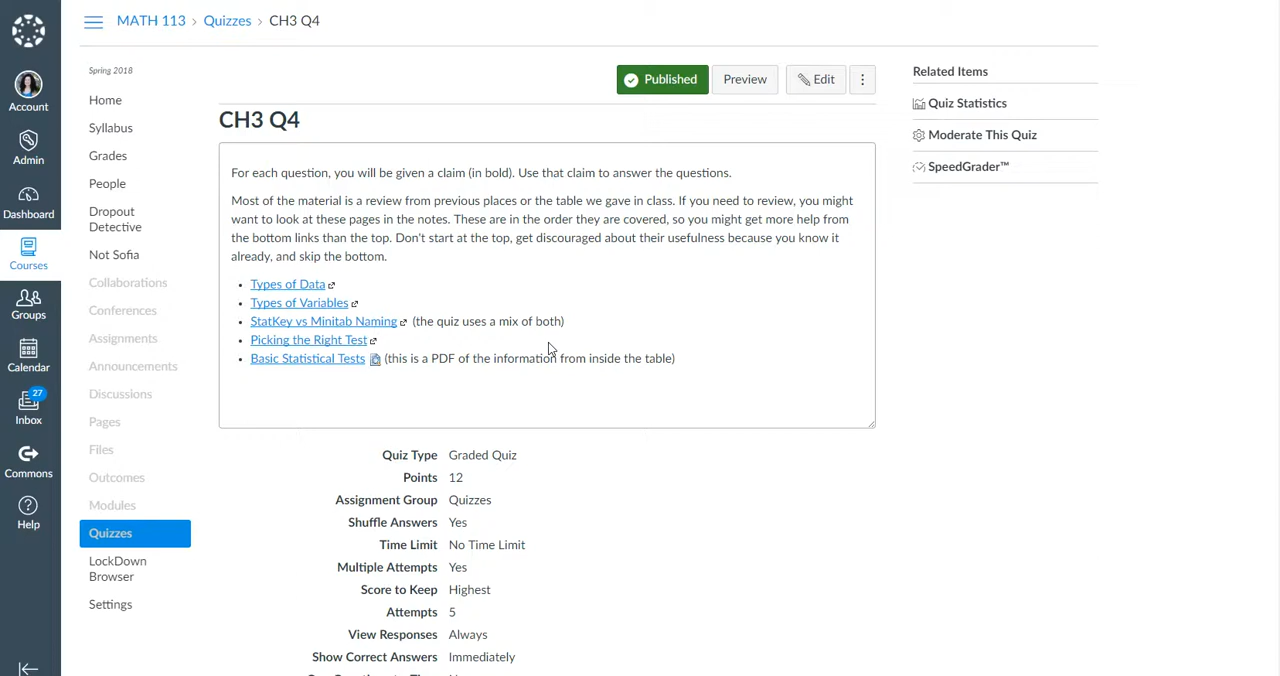 MATH 113 › Quizzes › CH3 Q4
Account
Admin
Dashboard
Courses
Groups
Calendar
27
Inbox
Commons
Help
Spring 2018
Home
Syllabus
Grades
People
Dropout
Detective
Not Sofia
Collaborations
Conferences
Assignments
Announcements
Discussions
Pages
Files
Outcomes
Modules
Quizzes
LockDown
Browser
Settings
Published
Preview
Edit
CH3 Q4
For each question, you will be given a claim (in bold). Use that claim to answer the questions.
Most of the material is a review from previous places or the table we gave in class. If you need to review, you might
want to look at these pages in the notes. These are in the order they are covered, so you might get more help from
the bottom links than the top. Don't start at the top, get discouraged about their usefulness because you know it
already, and skip the bottom.
• Types of Data
• Types of Variables
• StatKey vs Minitab Naming (the quiz uses a mix of both)
• Picking the Right Test
• Basic Statistical Tests (this is a PDF of the information from inside the table)
Quiz Type Graded Quiz
Points 12
Assignment Group Quizzes
Shuffle Answers Yes
Time Limit No Time Limit
Multiple Attempts Yes
Score to Keep Highest
Attempts 5
View Responses Always
Show Correct Answers Immediately
Related Items
Quiz Statistics
Moderate This Quiz
SpeedGrader™